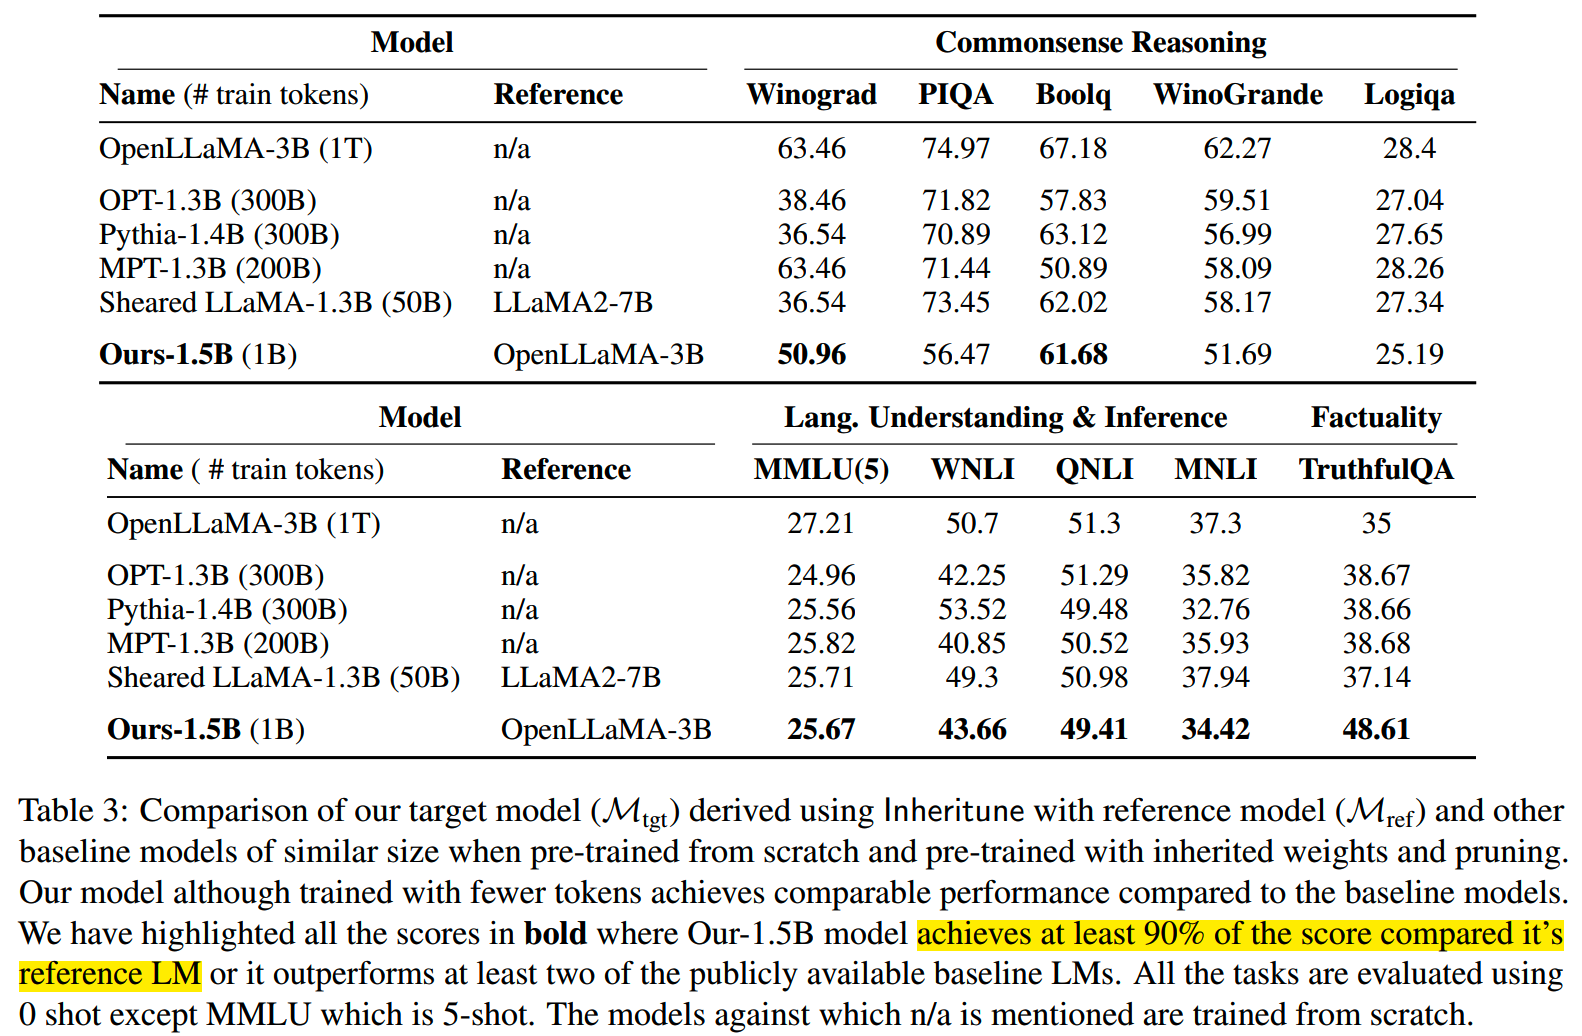 Model Commonsense Reasoning
Name (# train tokens) Reference Winograd PIQA Boolq WinoGrande Logiqa
OpenLLaMA-3B (1T) n/a 63.46 74.97 67.18 62.27 28.4
OPT-1.3B (300B) n/a 38.46 71.82 57.83 59.51 27.04
Pythia-1.4B (300B) n/a 36.54 70.89 63.12 56.99 27.65
MPT-1.3B (200B) n/a 63.46 71.44 50.89 58.09 28.26
Sheared LLaMA-1.3B (50B) LLaMA2-7B 36.54 73.45 62.02 58.17 27.34
Ours-1.5B (1B) OpenLLaMA-3B 50.96 56.47 61.68 51.69 25.19
Model Lang. Understanding & Inference Factuality
Name ( # train tokens) Reference MMLU(5) WNLI QNLI MNLI TruthfulQA
OpenLLaMA-3B (1T) n/a 27.21 50.7 51.3 37.3 35
OPT-1.3B (300B) n/a 24.96 42.25 51.29 35.82 38.67
Pythia-1.4B (300B) n/a 25.56 53.52 49.48 32.76 38.66
MPT-1.3B (200B) n/a 25.82 40.85 50.52 35.93 38.68
Sheared LLaMA-1.3B (50B) LLaMA2-7B 25.71 49.3 50.98 37.94 37.14
Ours-1.5B (1B) OpenLLaMA-3B 25.67 43.66 49.41 34.42 48.61
Table 3: Comparison of our target model (ℳtgt) derived using Inheritune with reference model (ℳref) and other
baseline models of similar size when pre-trained from scratch and pre-trained with inherited weights and pruning.
Our model although trained with fewer tokens achieves comparable performance compared to the baseline models.
We have highlighted all the scores in bold where Our-1.5B model achieves at least 90% of the score compared it's
reference LM or it outperforms at least two of the publicly available baseline LMs. All the tasks are evaluated using
0 shot except MMLU which is 5-shot. The models against which n/a is mentioned are trained from scratch.